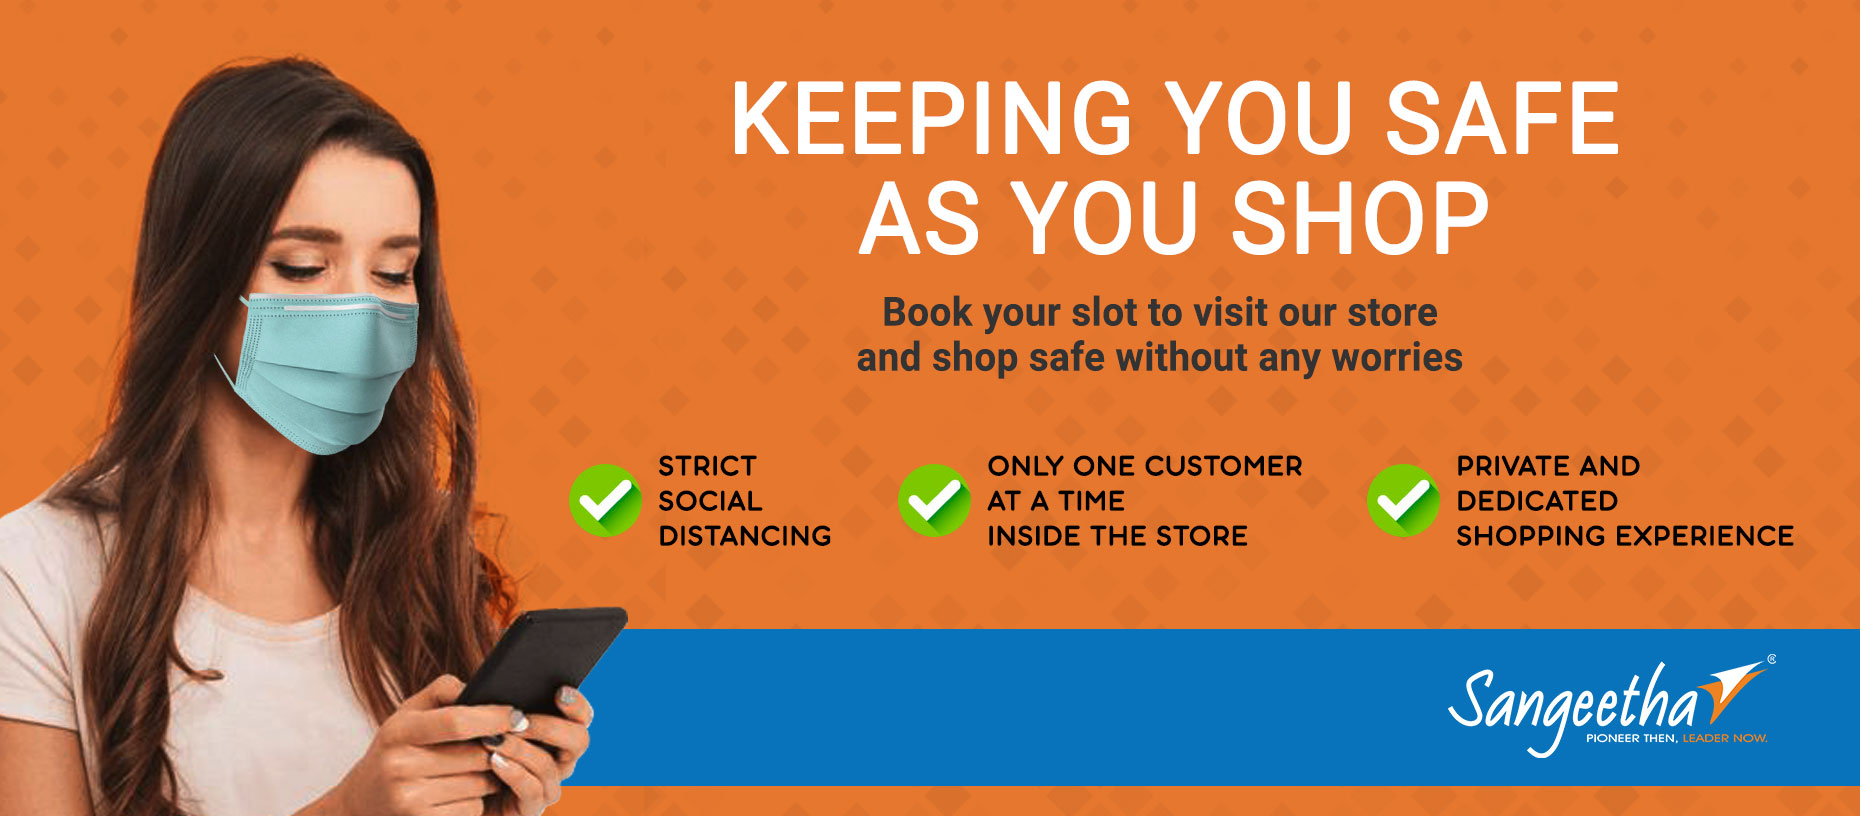 KEEPING YOU SAFE
AS YOU SHOP
Book your slot to visit our store
and shop safe without any worries
STRICT
SOCIAL
DISTANCING
ONLY ONE CUSTOMER
AT A TIME
INSIDE THE STORE
PRIVATE AND
DEDICATED
SHOPPING EXPERIENCE
Sangeetha ®
PIONEER THEN, LEADER NOW.